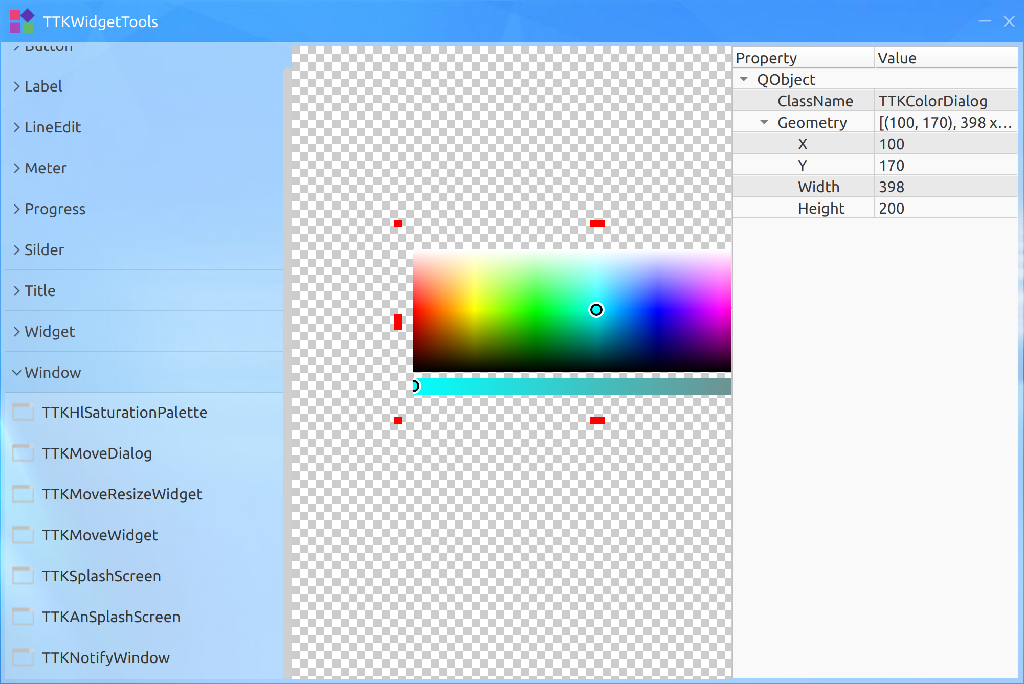 TTKWidgetTools
Button
Label
LineEdit
Meter
Progress
Silder
Title
Widget
Window
TTKHlSaturationPalette
TTKMoveDialog
TTKMoveResizeWidget
TTKMoveWidget
TTKSplashScreen
TTKAnSplashScreen
TTKNotifyWindow
Property Value
QObject
ClassName TTKColorDialog
Geometry [(100, 170), 398 x...
X 100
Y 170
Width 398
Height 200